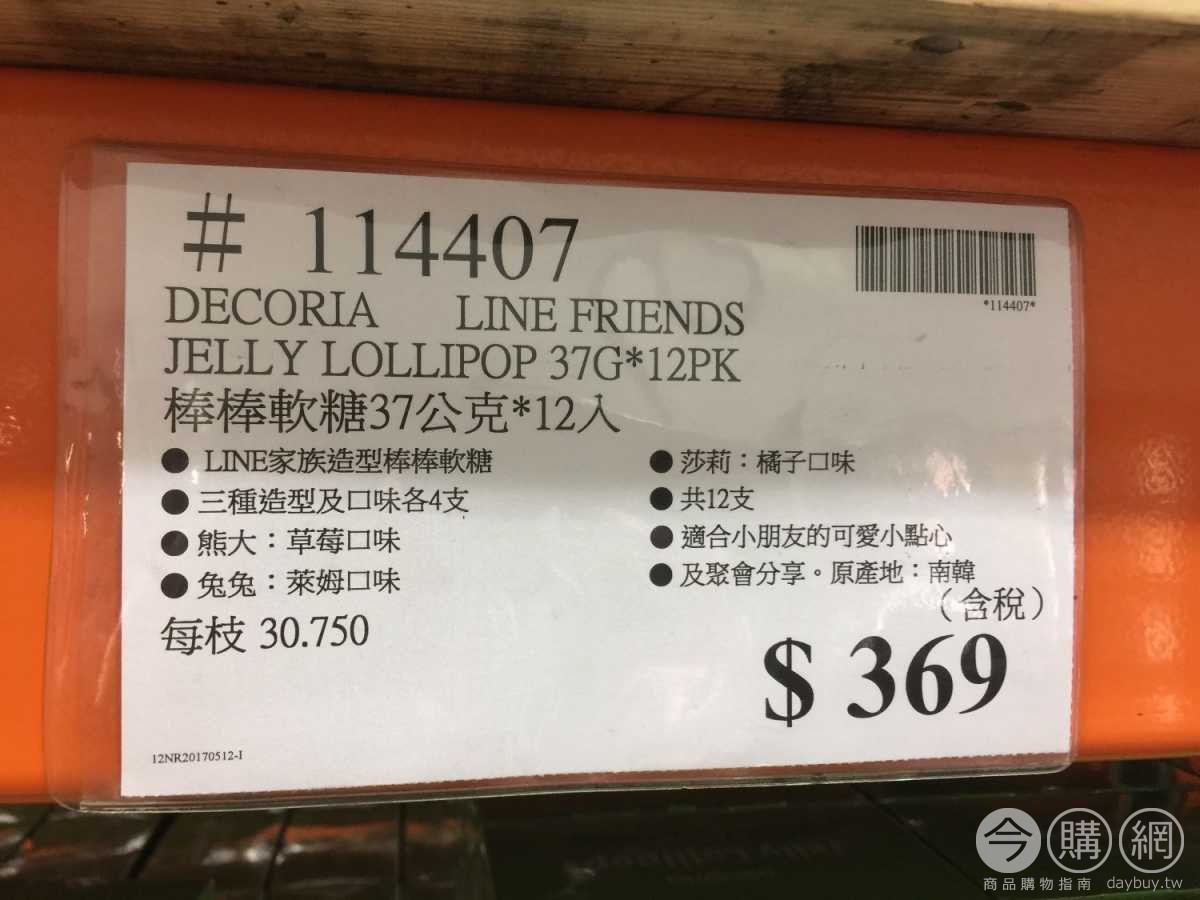 # 114407
*114407*
DECORIA LINE FRIENDS
JELLY LOLLIPOP 37G*12PK
棒棒軟糖37公克*12入
● LINE家族造型棒棒軟糖
● 三種造型及口味各4支
● 熊大：草莓口味
● 兔兔：萊姆口味
● 莎莉：橘子口味
● 共12支
● 適合小朋友的可愛小點心
● 及聚會分享。原產地：南韓
每枝 30.750
（含稅）
$ 369
12NR20170512-I
今購網
商品購物指南 daybuy.tw